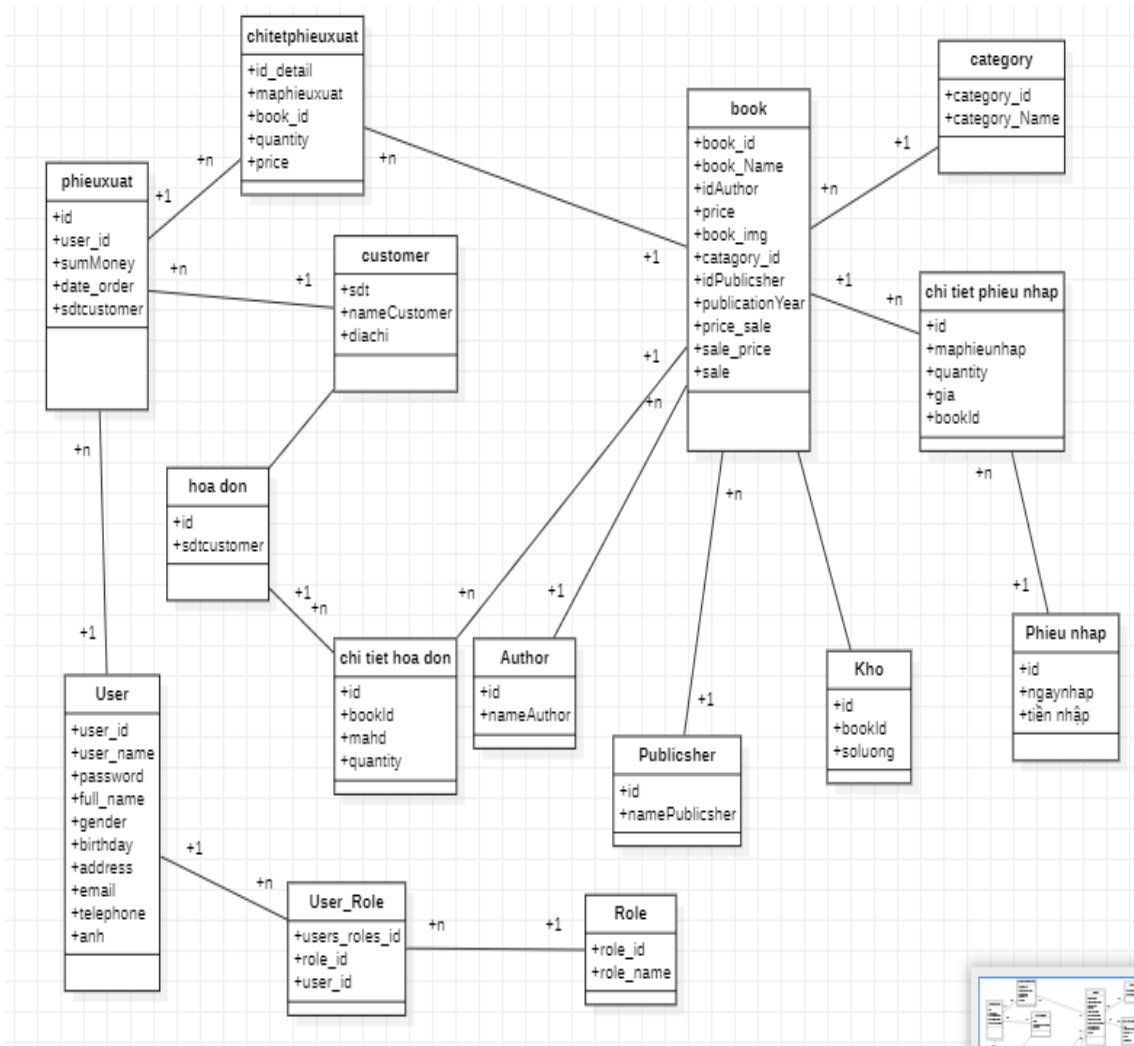 chitetphieuxuat
+id_detail
+maphieuxuat
+book_id
+quantity
+price
category
+category_id
+category_Name
book
+book_id
+book_Name
+idAuthor
+price
+book_img
+catagory_id
+idPublicsher
+publicationYear
+price_sale
+sale_price
+sale
phieuxuat
+id
+user_id
+sumMoney
+date_order
+sdtcustomer
customer
+sdt
+nameCustomer
+diachi
chi tiet phieu nhap
+id
+maphieunhap
+quantity
+gia
+bookId
hoa don
+id
+sdtcustomer
chi tiet hoa don
+id
+bookId
+mahd
+quantity
Author
+id
+nameAuthor
Publicsher
+id
+namePublicsher
Kho
+id
+bookId
+soluong
Phieu nhap
+id
+ngaynhap
+tiền nhập
User
+user_id
+user_name
+password
+full_name
+gender
+birthday
+address
+email
+telephone
+anh
User_Role
+users_roles_id
+role_id
+user_id
Role
+role_id
+role_name
+n
+1
+n
+1
+n
+1
+n
+1
+1
+n
+1
+n
+1
+n
+n
+1
+n
+1
+n
+1
+1
+n
+n
+1
+1
+n
+n
+1